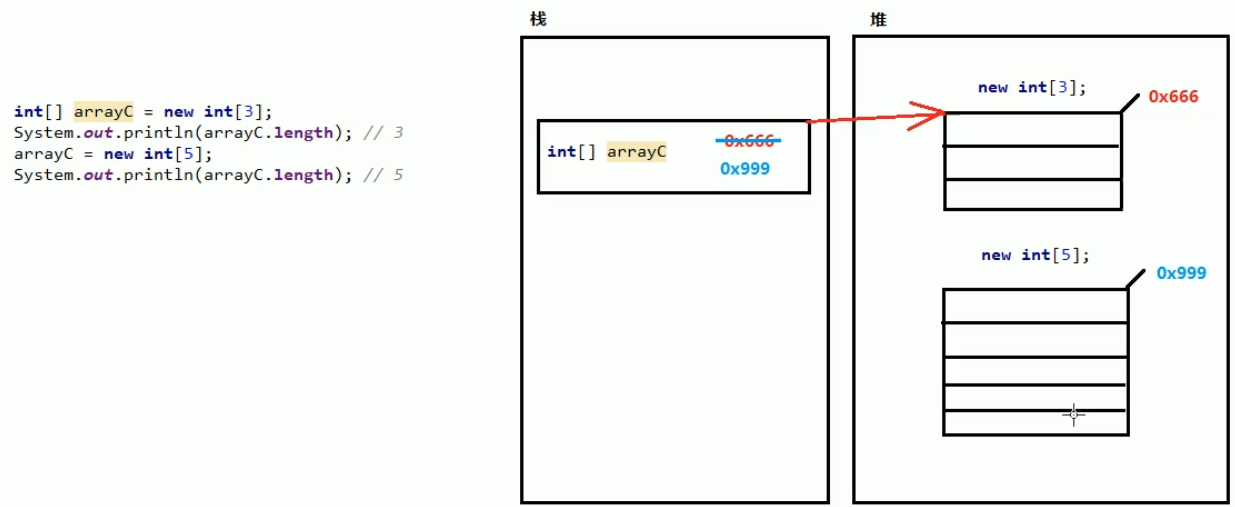 int[] arrayC = new int[3];
System.out.println(arrayC.length); // 3
arrayC = new int[5];
System.out.println(arrayC.length); // 5
栈
int[] arrayC
0x666
0x999
堆
new int[3];
0x666
new int[5];
0x999